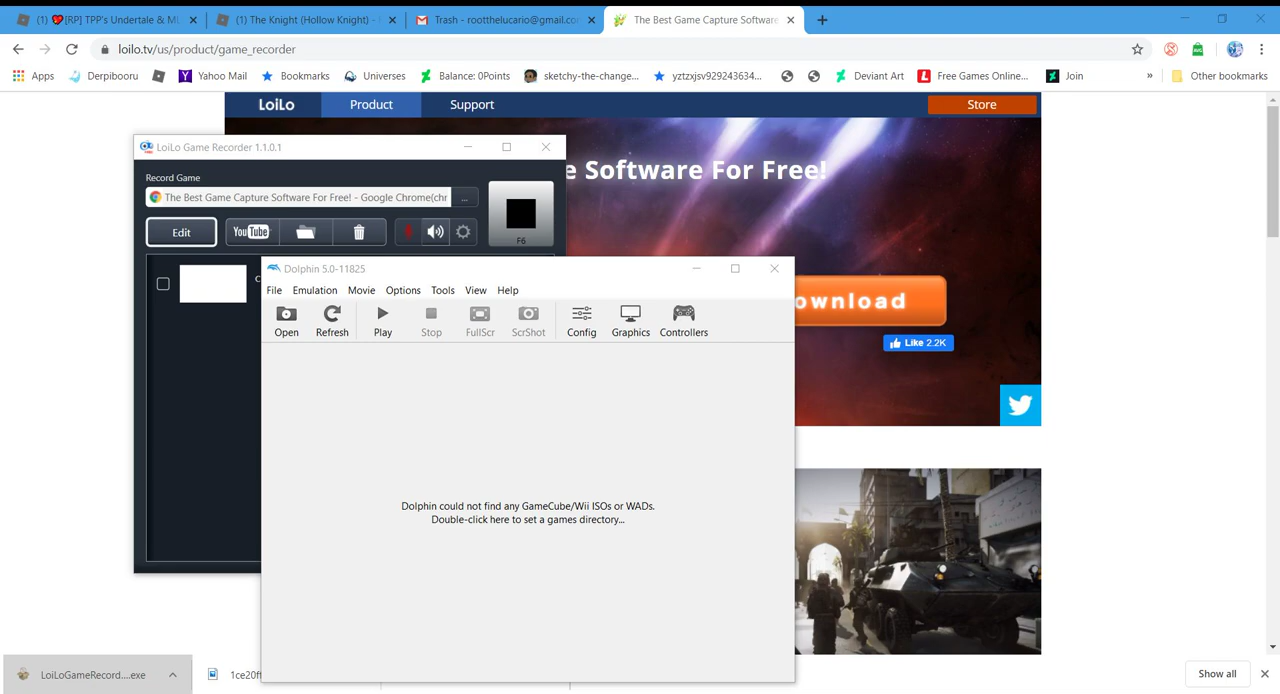 (1) ❤[RP] TPP's Undertale & Mu
(1) The Knight (Hollow Knight) -
Trash - rootthelucario@gmail.co
The Best Game Capture Software
loilo.tv/us/product/game_recorder
Apps
Derpibooru
Yahoo Mail
Bookmarks
Universes
Balance: 0Points
sketchy-the-change...
yztzxjsv929243634...
Deviant Art
Free Games Online...
Join
»
Other bookmarks
LoiLo
Product
Support
Store
e Software For Free!
ownload
Like 2.2K
LoiLo Game Recorder 1.1.0.1
Record Game
The Best Game Capture Software For Free! - Google Chrome(chr
...
F6
Edit
YouTube
C
Dolphin 5.0-11825
File
Emulation
Movie
Options
Tools
View
Help
Open
Refresh
Play
Stop
FullScr
ScrShot
Config
Graphics
Controllers
Dolphin could not find any GameCube/Wii ISOs or WADs.
Double-click here to set a games directory...
LoiLoGameRecord....exe
1ce20ff
Show all